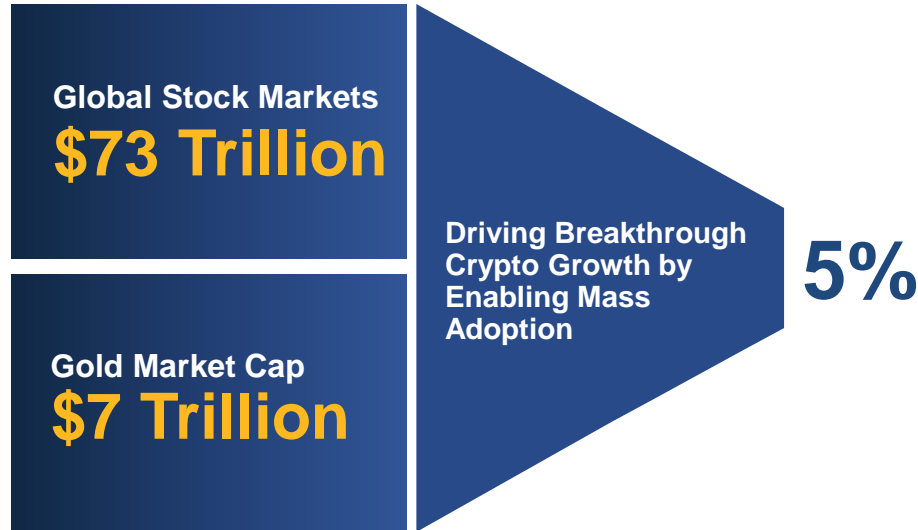 Global Stock Markets
$73 Trillion
Gold Market Cap
$7 Trillion
Driving Breakthrough
Crypto Growth by
Enabling Mass
Adoption
5%